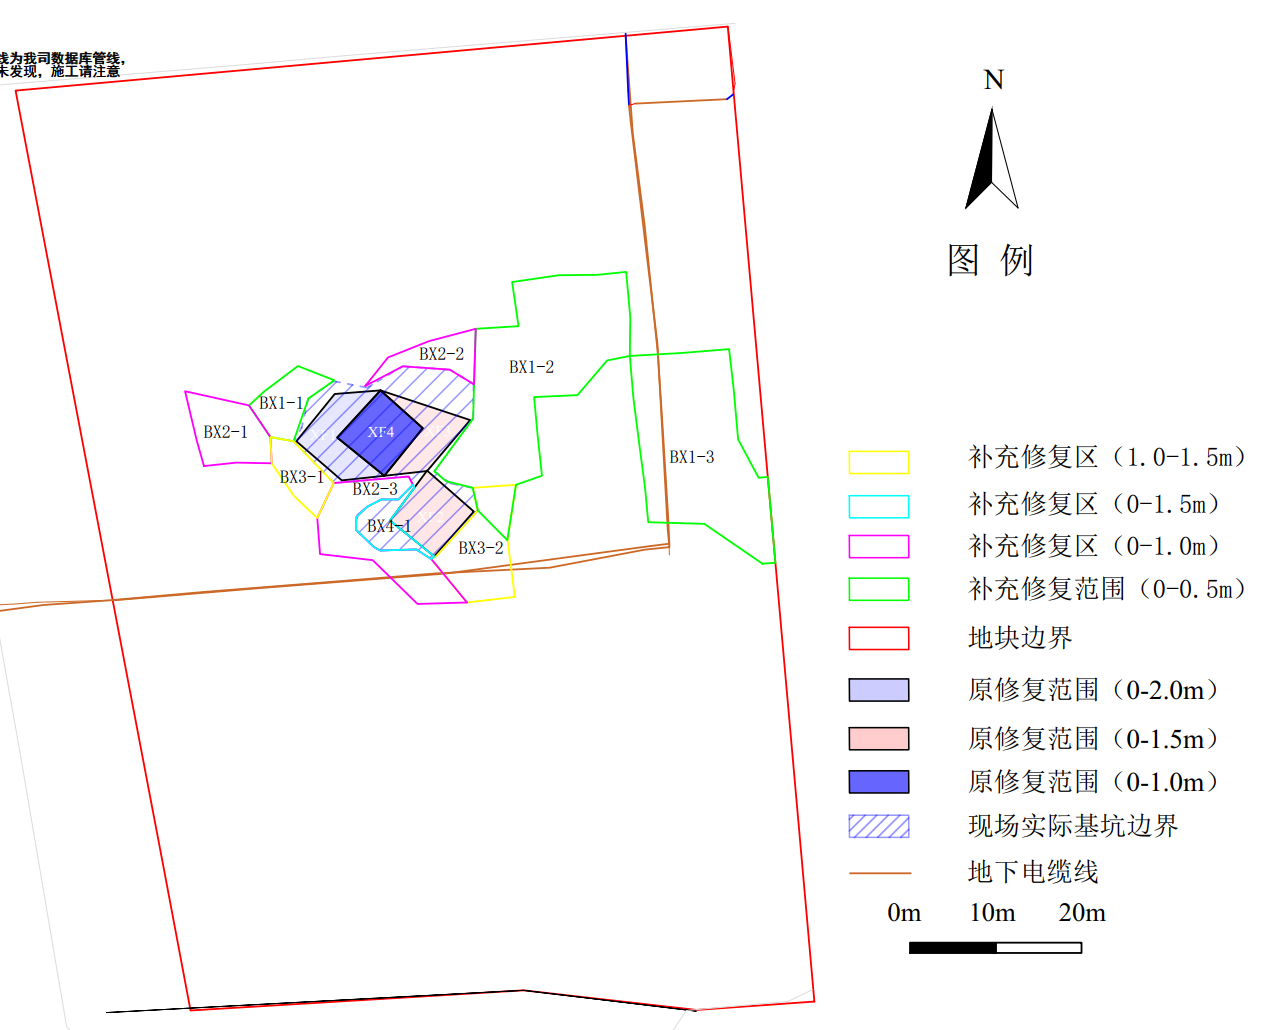 线为我司数据库管线，
未发现，施工请注意
N
图 例
BX2-2
BX1-2
BX1-1
BX2-1
XF4
BX1-3
BX3-1
BX2-3
BX4-1
BX3-2
补充修复区（1.0-1.5m）
补充修复区（0-1.5m）
补充修复区（0-1.0m）
补充修复范围（0-0.5m）
地块边界
原修复范围（0-2.0m）
原修复范围（0-1.5m）
原修复范围（0-1.0m）
现场实际基坑边界
地下电缆线
0m 10m 20m